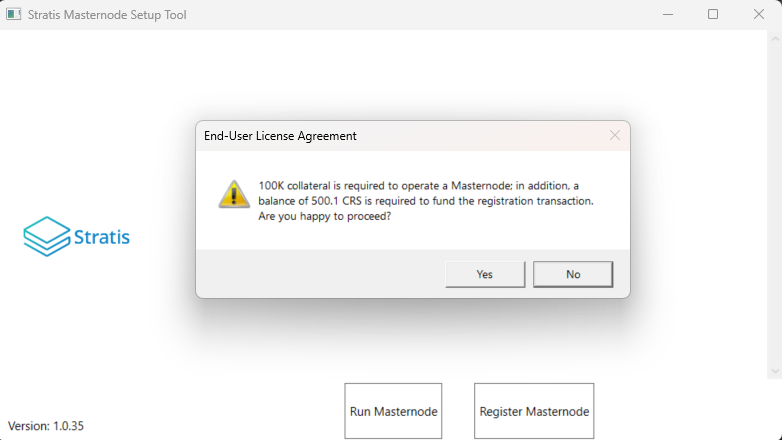 Stratis Masternode Setup Tool
End-User License Agreement
100K collateral is required to operate a Masternode; in addition, a
balance of 500.1 CRS is required to fund the registration transaction.
Are you happy to proceed?
Stratis
Yes
No
Run Masternode
Register Masternode
Version: 1.0.35